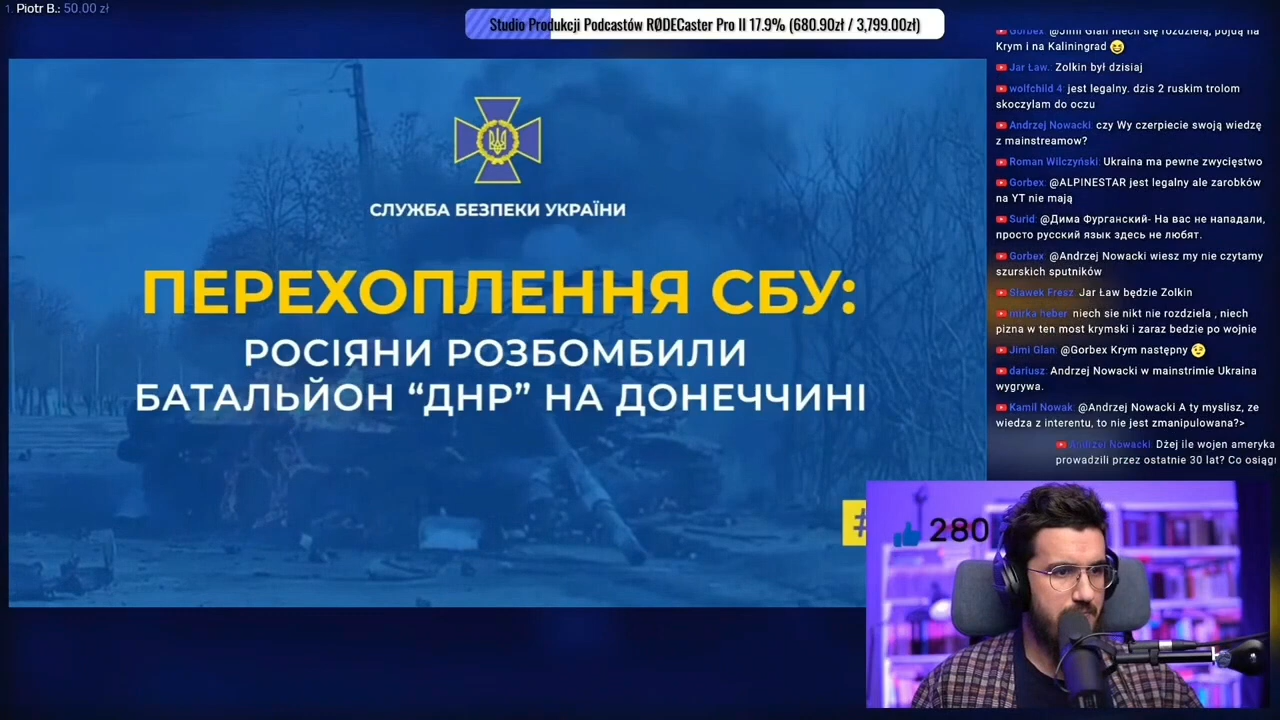 1. Piotr B.: 50.00 zł
Studio Produkcji Podcastów RØDECaster Pro II 17.9% (680.90zł / 3,799.00zł)
СЛУЖБА БЕЗПЕКИ УКРАЇНИ
ПЕРЕХОПЛЕННЯ СБУ:
РОСІЯНИ РОЗБОМБИЛИ
БАТАЛЬЙОН “ДНР” НА ДОНЕЧЧИНІ
#
Gorbex: @Jimi Glan niech się rozdzielą, pójdą na
Krym i na Kaliningrad 😆
Jar Ław.: Zolkin był dzisiaj
wolfchild 4: jest legalny. dzis 2 ruskim trolom
skoczylam do oczu
Andrzej Nowacki: czy Wy czerpiecie swoją wiedzę
z mainstreamow?
Roman Wilczyński: Ukraina ma pewne zwycięstwo
Gorbex: @ALPINESTAR jest legalny ale zarobków
na YT nie mają
Surid: @Дима Фурганский- На вас не нападали,
просто русский язык здесь не любят.
Gorbex: @Andrzej Nowacki wiesz my nie czytamy
szurskich sputników
Sławek Fresz: Jar Ław będzie Zolkin
mirka heber: niech sie nikt nie rozdziela , niech
pizna w ten most krymski i zaraz bedzie po wojnie
Jimi Glan: @Gorbex Krym następny 🤨
dariusz: Andrzej Nowacki w mainstrimie Ukraina
wygrywa.
Kamil Nowak: @Andrzej Nowacki A ty myslisz, ze
wiedza z interentu, to nie jest zmanipulowana?>
Andrzej Nowacki: Dżej ile wojen ameryka
prowadzili przez ostatnie 30 lat? Co osiągi
280